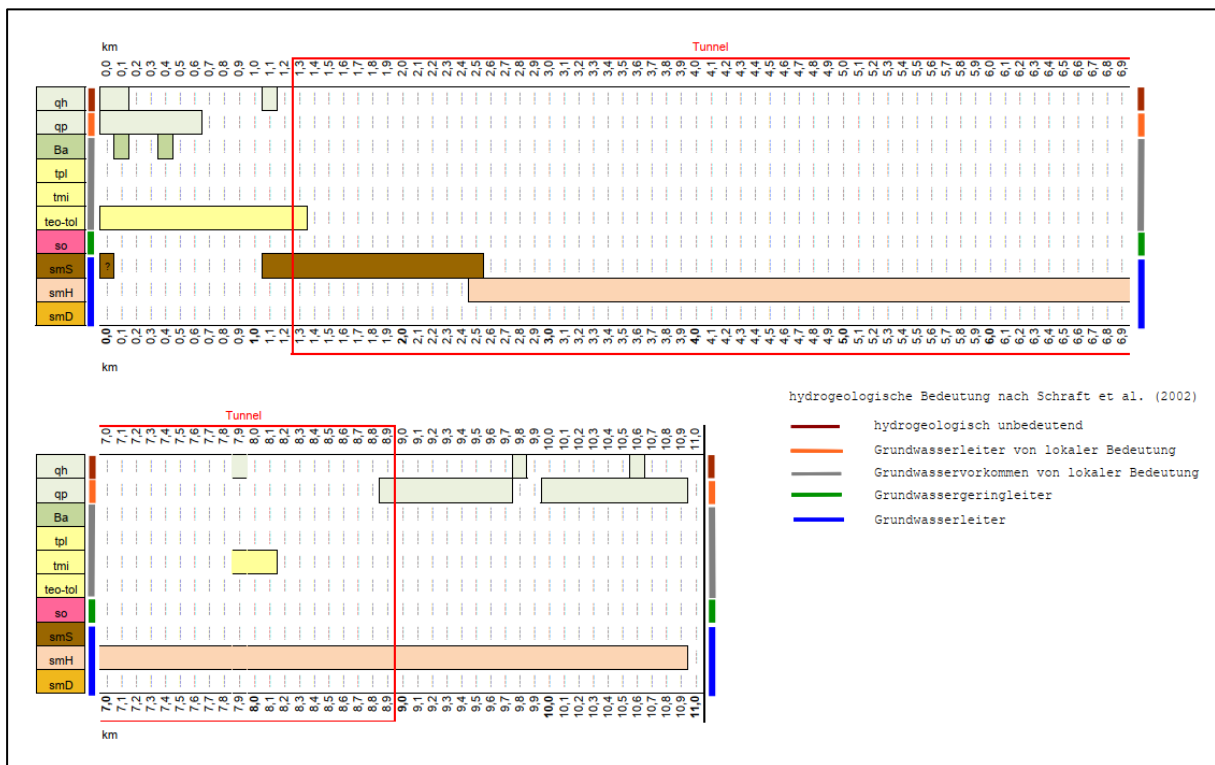 km
Tunnel
0,0 0,1 0,2 0,3 0,4 0,5 0,6 0,7 0,8 0,9 1,0 1,1 1,2 1,3 1,4 1,5 1,6 1,7 1,8 1,9 2,0 2,1 2,2 2,3 2,4 2,5 2,6 2,7 2,8 2,9 3,0 3,1 3,2 3,3 3,4 3,5 3,6 3,7 3,8 3,9 4,0 4,1 4,2 4,3 4,4 4,5 4,6 4,7 4,8 4,9 5,0 5,1 5,2 5,3 5,4 5,5 5,6 5,7 5,8 5,9 6,0 6,1 6,2 6,3 6,4 6,5 6,6 6,7 6,8 6,9
qh
qp
Ba
tpl
tmi
teo-tol
so
smS ?
smH
smD
0,0 0,1 0,2 0,3 0,4 0,5 0,6 0,7 0,8 0,9 1,0 1,1 1,2 1,3 1,4 1,5 1,6 1,7 1,8 1,9 2,0 2,1 2,2 2,3 2,4 2,5 2,6 2,7 2,8 2,9 3,0 3,1 3,2 3,3 3,4 3,5 3,6 3,7 3,8 3,9 4,0 4,1 4,2 4,3 4,4 4,5 4,6 4,7 4,8 4,9 5,0 5,1 5,2 5,3 5,4 5,5 5,6 5,7 5,8 5,9 6,0 6,1 6,2 6,3 6,4 6,5 6,6 6,7 6,8 6,9
km
Tunnel
7,0 7,1 7,2 7,3 7,4 7,5 7,6 7,7 7,8 7,9 8,0 8,1 8,2 8,3 8,4 8,5 8,6 8,7 8,8 8,9 9,0 9,1 9,2 9,3 9,4 9,5 9,6 9,7 9,8 9,9 10,0 10,1 10,2 10,3 10,4 10,5 10,6 10,7 10,8 10,9 11,0
qh
qp
Ba
tpl
tmi
teo-tol
so
smS
smH
smD
7,0 7,1 7,2 7,3 7,4 7,5 7,6 7,7 7,8 7,9 8,0 8,1 8,2 8,3 8,4 8,5 8,6 8,7 8,8 8,9 9,0 9,1 9,2 9,3 9,4 9,5 9,6 9,7 9,8 9,9 10,0 10,1 10,2 10,3 10,4 10,5 10,6 10,7 10,8 10,9 11,0
km
hydrogeologische Bedeutung nach Schraft et al. (2002)
hydrogeologisch unbedeutend
Grundwasserleiter von lokaler Bedeutung
Grundwasservorkommen von lokaler Bedeutung
Grundwassergeringleiter
Grundwasserleiter